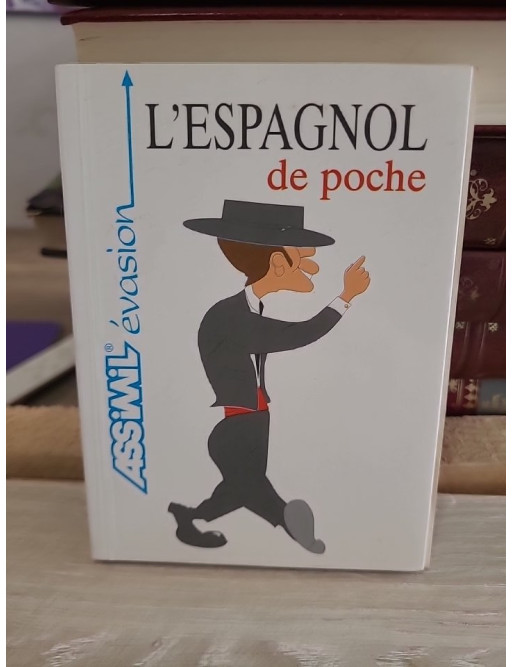 L'ESPAGNOL
de poche
ASSiMiL® évasion